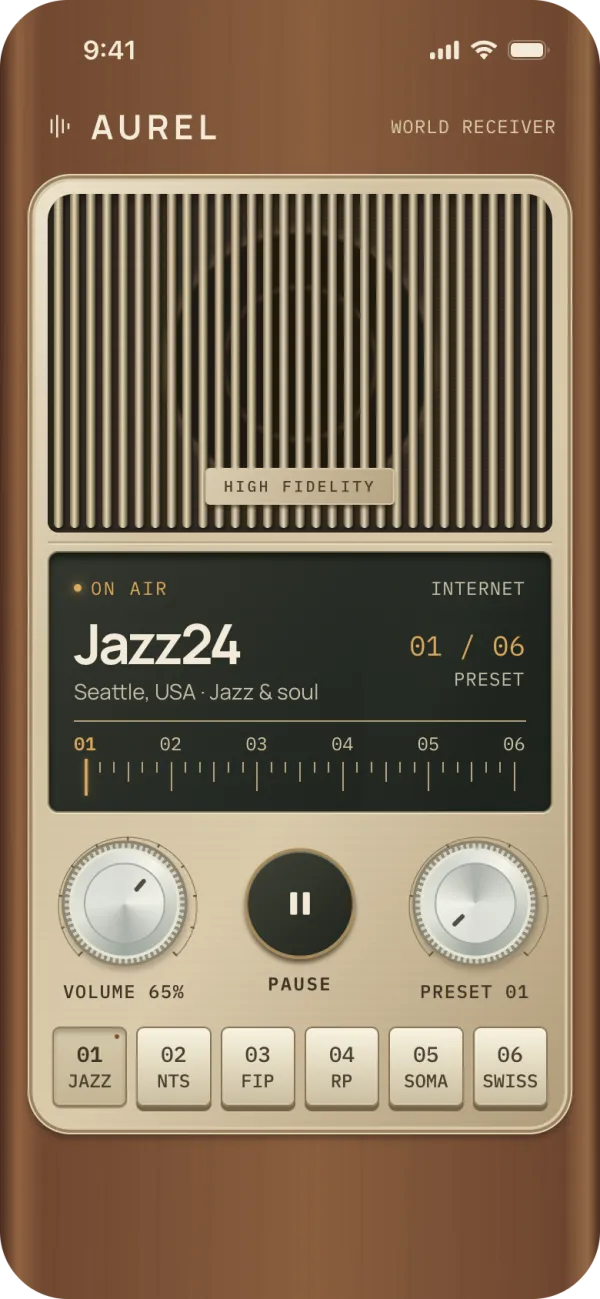 9:41
AUREL
WORLD RECEIVER
HIGH FIDELITY
ON AIR
INTERNET
Jazz24
01 / 06
Seattle, USA · Jazz & soul
PRESET
01 02 03 04 05 06
VOLUME 65%
PAUSE
PRESET 01
01 02 03 04 05 06
JAZZ NTS FIP RP SOMA SWISS